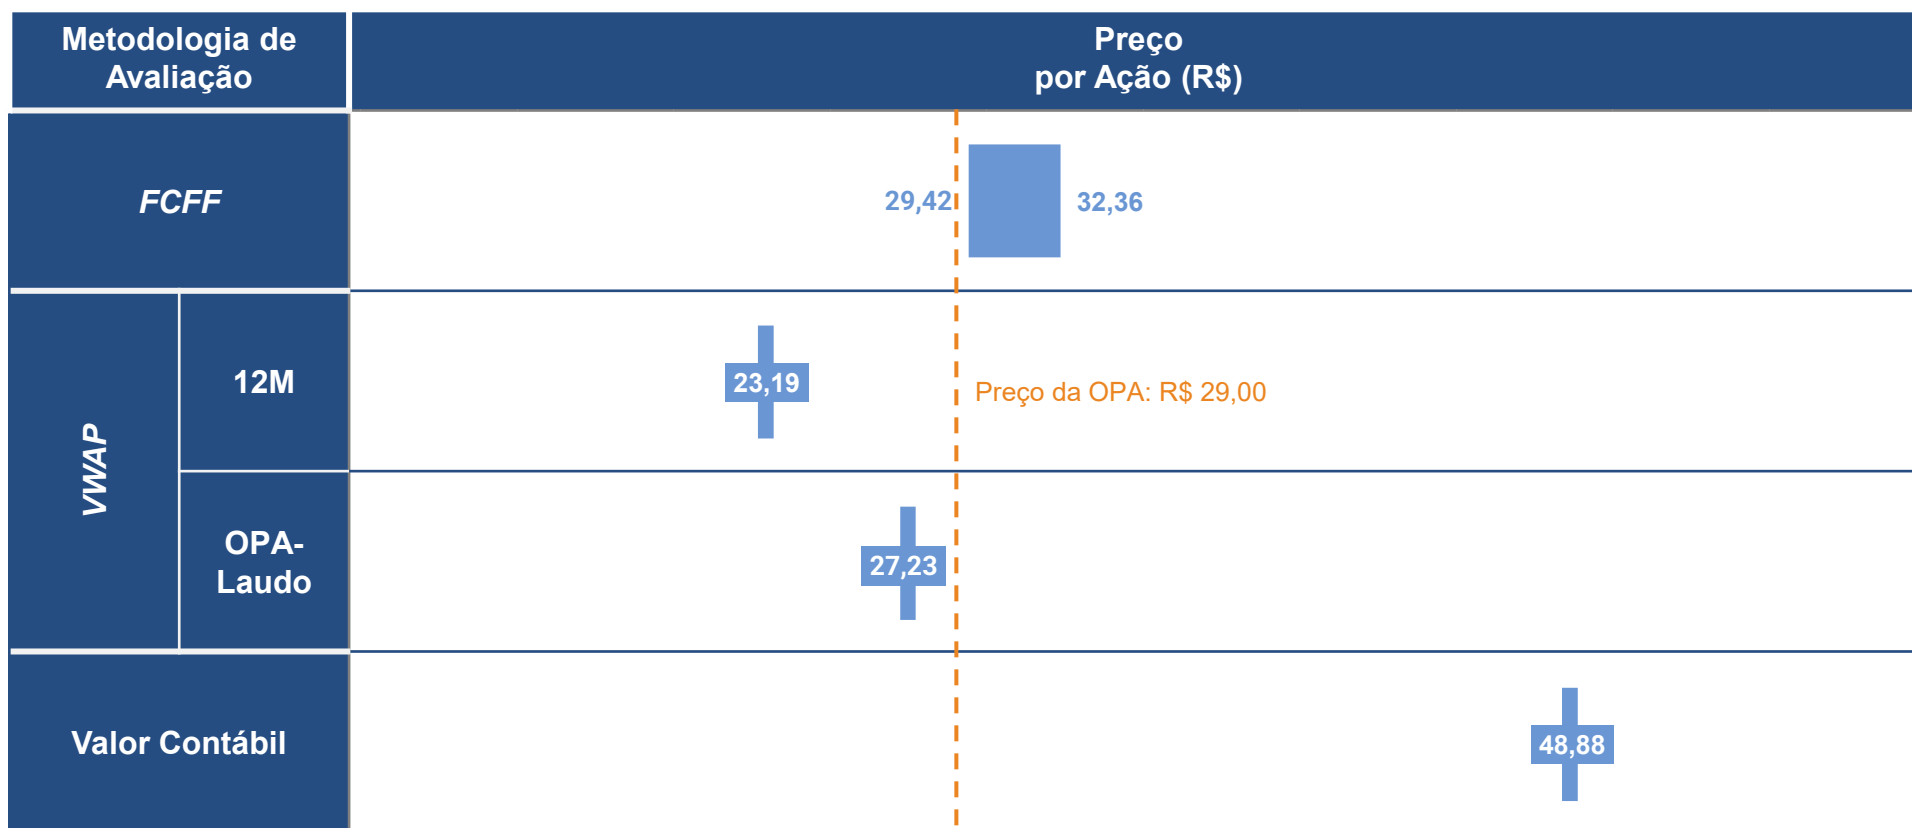 Metodologia de
Avaliação
Preço
por Ação (R$)
FCFF
29,42
32,36
VWAP
12M
23,19
Preço da OPA: R$ 29,00
OPA-
Laudo
27,23
Valor Contábil
48,88